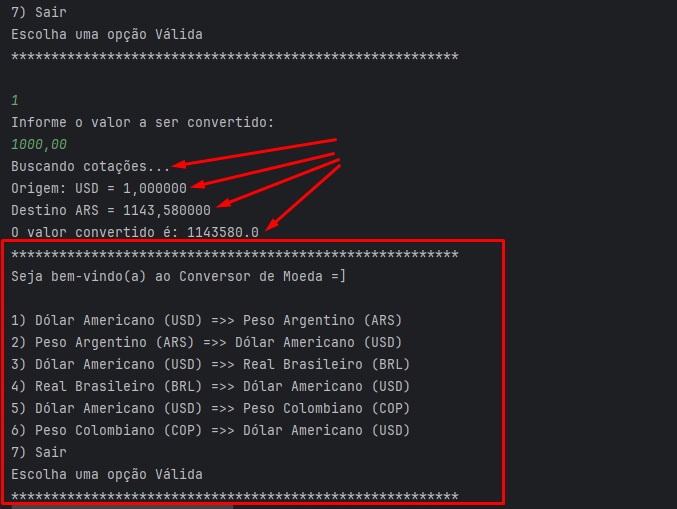 7) Sair
Escolha uma opção Válida
********************************************************
1
Informe o valor a ser convertido:
1000,00
Buscando cotações...
Origem: USD = 1,000000
Destino ARS = 1143,580000
O valor convertido é: 1143580.0
********************************************************
Seja bem-vindo(a) ao Conversor de Moeda =]
1) Dólar Americano (USD) =>> Peso Argentino (ARS)
2) Peso Argentino (ARS) =>> Dólar Americano (USD)
3) Dólar Americano (USD) =>> Real Brasileiro (BRL)
4) Real Brasileiro (BRL) =>> Dólar Americano (USD)
5) Dólar Americano (USD) =>> Peso Colombiano (COP)
6) Peso Colombiano (COP) =>> Dólar Americano (USD)
7) Sair
Escolha uma opção Válida
********************************************************